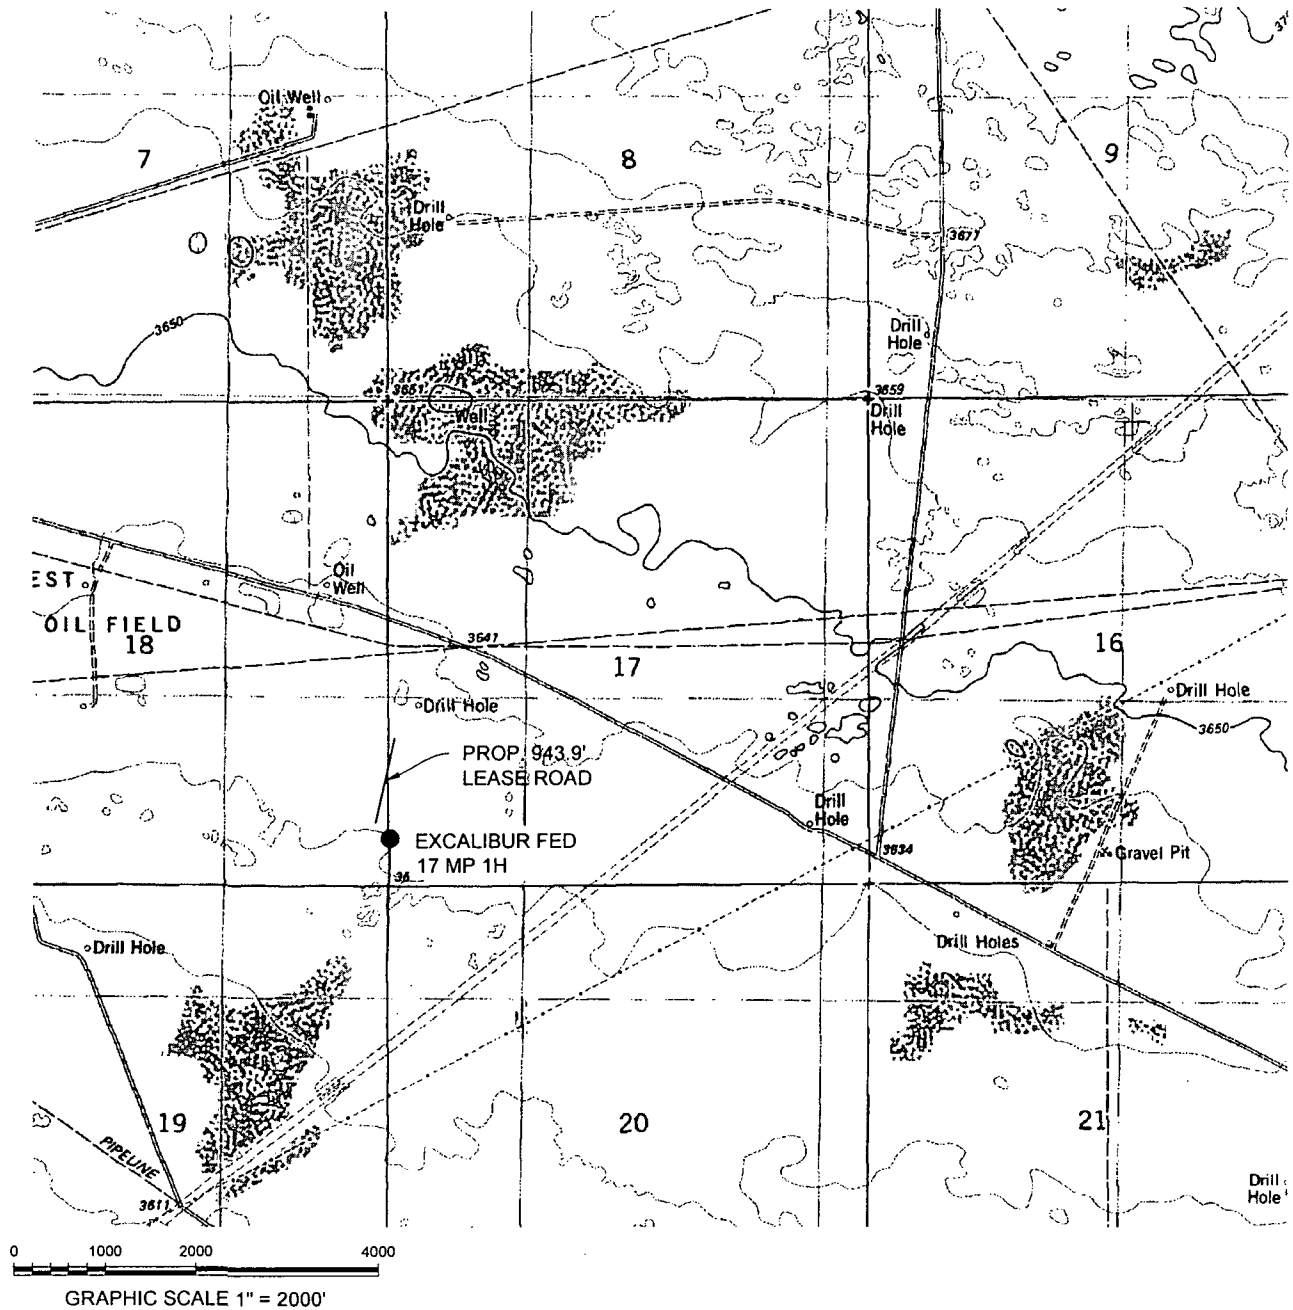 37
Oil Well
7
8
9
Drill
Hole
3677
3650
Drill
Hole
3651
Well
3659
Drill
Hole
EST
Oil
Well
OIL FIELD
18
3641
17
16
Drill Hole
Drill Hole
3650
PROP. 943.9'
LEASE ROAD
Drill
Hole
EXCALIBUR FED
17 MP 1H
3634
Gravel Pit
36
Drill Hole
Drill Holes
19
20
21
PIPELINE
3611
Drill
Hole
0 1000 2000 4000
GRAPHIC SCALE 1" = 2000'